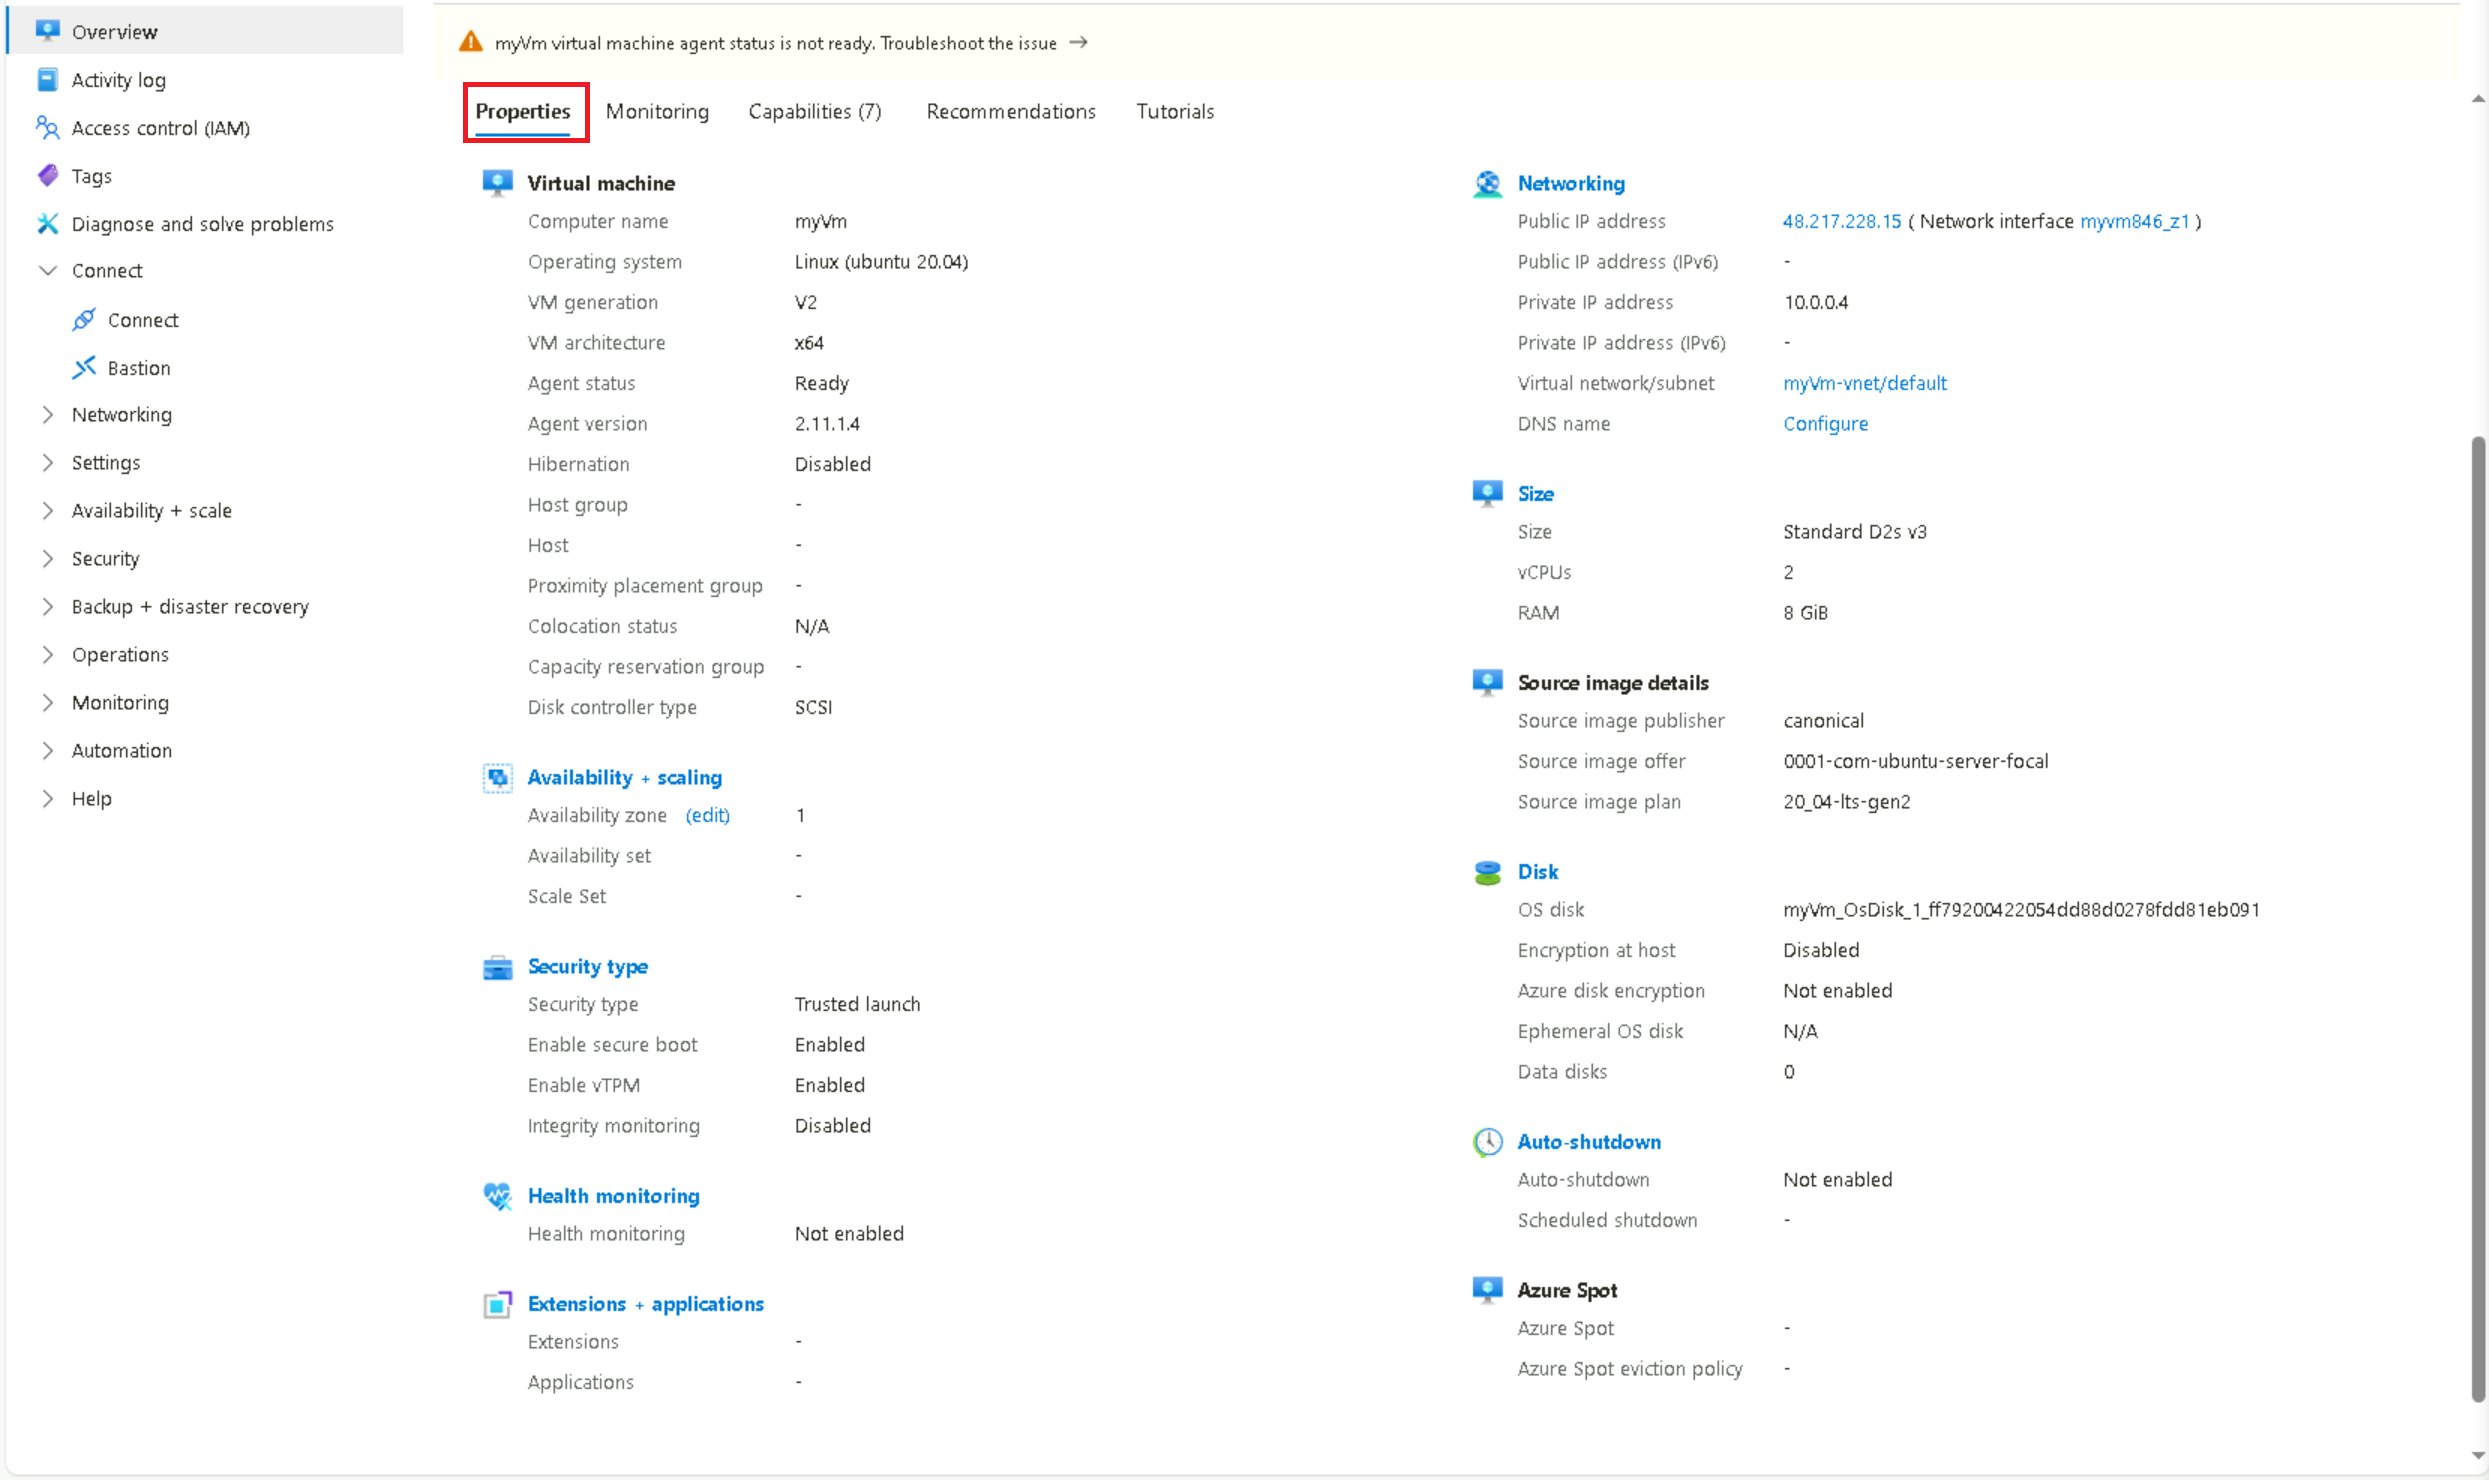 Overview
Activity log
Access control (IAM)
Tags
Diagnose and solve problems
Connect
Connect
Bastion
Networking
Settings
Availability + scale
Security
Backup + disaster recovery
Operations
Monitoring
Automation
Help
myVm virtual machine agent status is not ready. Troubleshoot the issue →
Properties Monitoring Capabilities (7) Recommendations Tutorials
Virtual machine
Computer name myVm
Operating system Linux (ubuntu 20.04)
VM generation V2
VM architecture x64
Agent status Ready
Agent version 2.11.1.4
Hibernation Disabled
Host group -
Host -
Proximity placement group -
Colocation status N/A
Capacity reservation group -
Disk controller type SCSI
Availability + scaling
Availability zone (edit) 1
Availability set -
Scale Set -
Security type
Security type Trusted launch
Enable secure boot Enabled
Enable vTPM Enabled
Integrity monitoring Disabled
Health monitoring
Health monitoring Not enabled
Extensions + applications
Extensions -
Applications -
Networking
Public IP address 48.217.228.15 ( Network interface myvm846_z1 )
Public IP address (IPv6) -
Private IP address 10.0.0.4
Private IP address (IPv6) -
Virtual network/subnet myVm-vnet/default
DNS name Configure
Size
Size Standard D2s v3
vCPUs 2
RAM 8 GiB
Source image details
Source image publisher canonical
Source image offer 0001-com-ubuntu-server-focal
Source image plan 20_04-lts-gen2
Disk
OS disk myVm_OsDisk_1_ff79200422054dd88d0278fdd81eb091
Encryption at host Disabled
Azure disk encryption Not enabled
Ephemeral OS disk N/A
Data disks 0
Auto-shutdown
Auto-shutdown Not enabled
Scheduled shutdown -
Azure Spot
Azure Spot -
Azure Spot eviction policy -